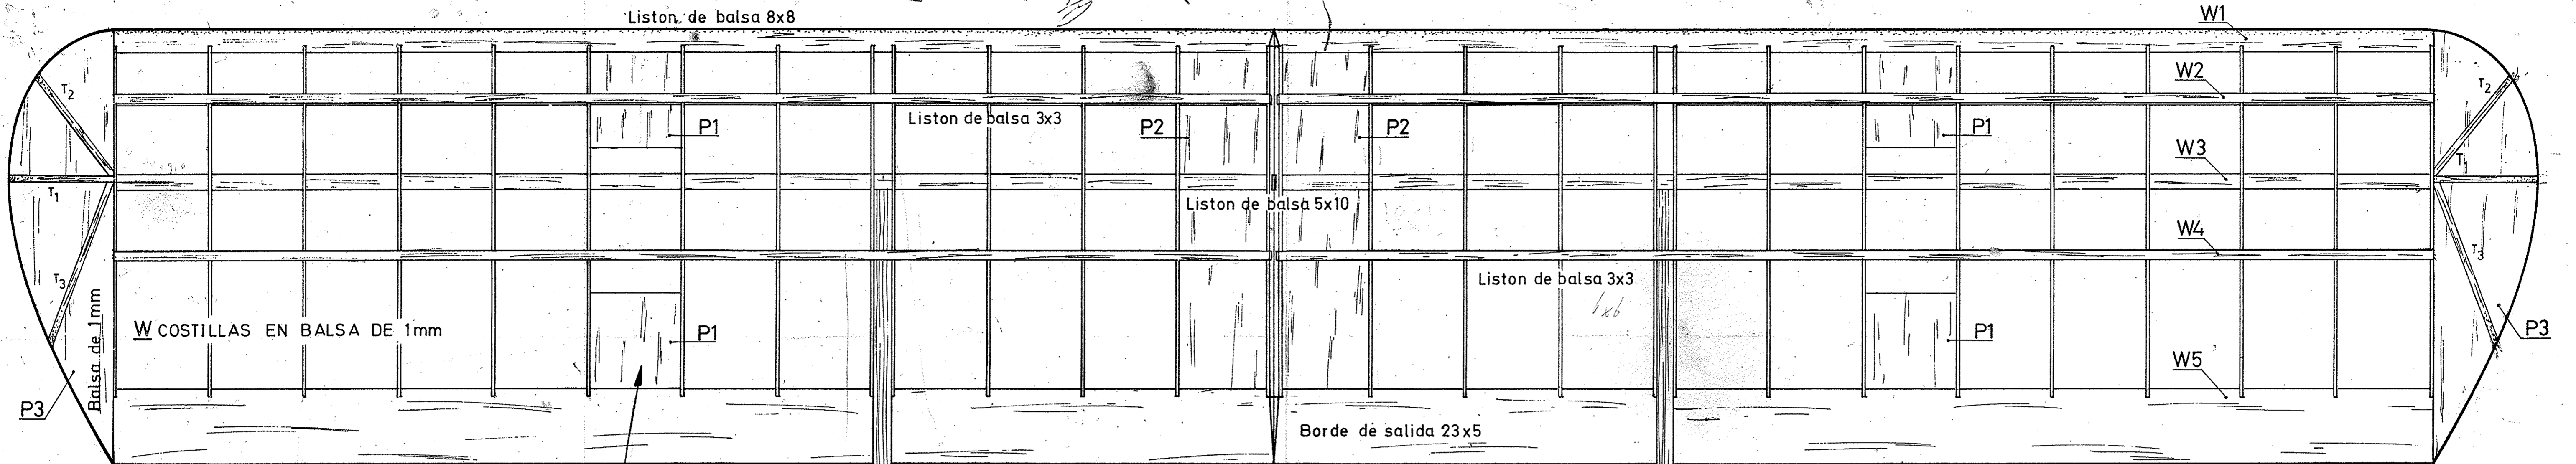 Liston de balsa 8x8
W1
T2
T2
W2
Liston de balsa 3x3
P1
P2
P2
P1
W3
T1
T1
Liston de balsa 5x10
W4
T3
T3
Liston de balsa 3x3
6x6
Balsa de 1mm
W COSTILLAS EN BALSA DE 1mm
P1
P1
P3
W5
P3
Borde de salida 23x5